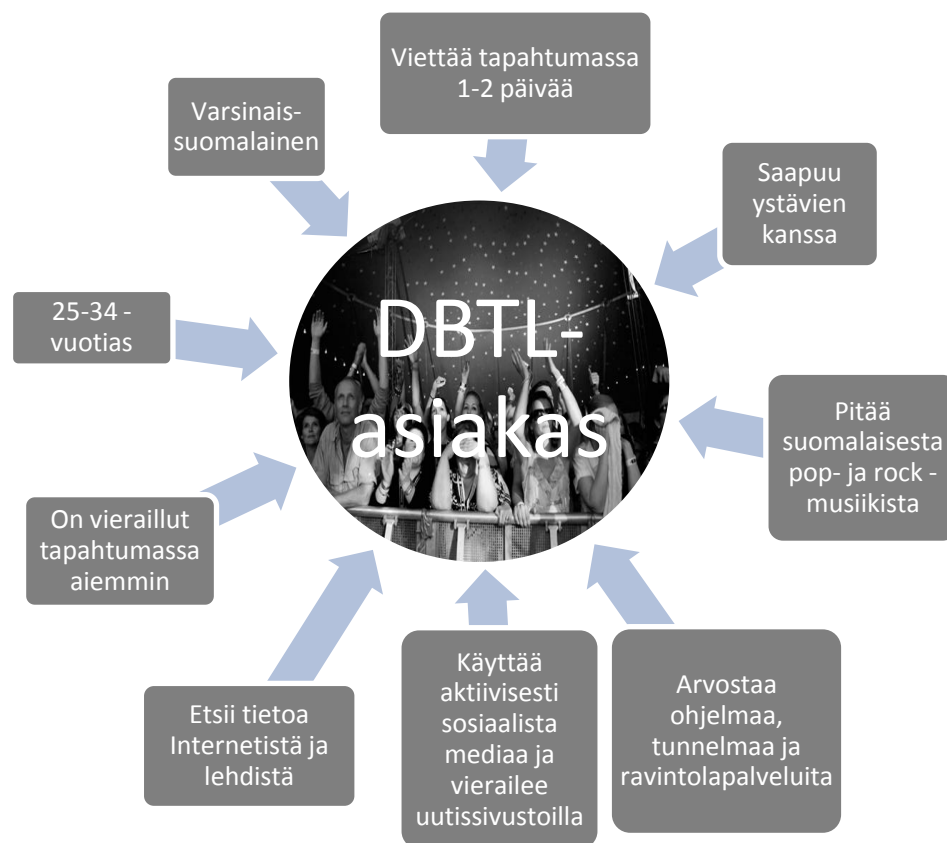 Viettää tapahtumassa
1-2 päivää
Varsinais-
suomalainen
Saapuu
ystävien
kanssa
25-34 -
vuotias
DBTL-
asiakas
Pitää
suomalaisesta
pop- ja rock -
musiikista
On vieraillut
tapahtumassa
aiemmin
Etsii tietoa
Internetistä ja
lehdistä
Käyttää
aktiivisesti
sosiaalista
mediaa ja
vierailee
uutissivustoilla
Arvostaa
ohjelmaa,
tunnelmaa ja
ravintolapalveluita